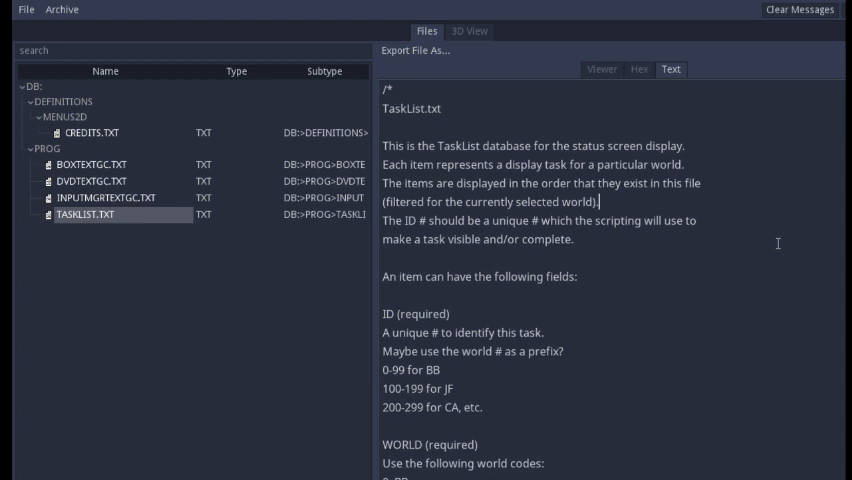 File Archive Clear Messages
Files 3D View
search
Export File As...
Name Type Subtype
Viewer Hex Text
DB:
DEFINITIONS
MENUS2D
CREDITS.TXT TXT DB:>DEFINITIONS>
PROG
BOXTEXTGC.TXT TXT DB:>PROG>BOXTE
DVDTEXTGC.TXT TXT DB:>PROG>DVDTE
INPUTMGRTEXTGC.TXT TXT DB:>PROG>INPUT
TASKLIST.TXT TXT DB:>PROG>TASKLI
/*
TaskList.txt
This is the TaskList database for the status screen display.
Each item represents a display task for a particular world.
The items are displayed in the order that they exist in this file
(filtered for the currently selected world).
The ID # should be a unique # which the scripting will use to
make a task visible and/or complete.
An item can have the following fields:
ID (required)
A unique # to identify this task.
Maybe use the world # as a prefix?
0-99 for BB
100-199 for JF
200-299 for CA, etc.
WORLD (required)
Use the following world codes: